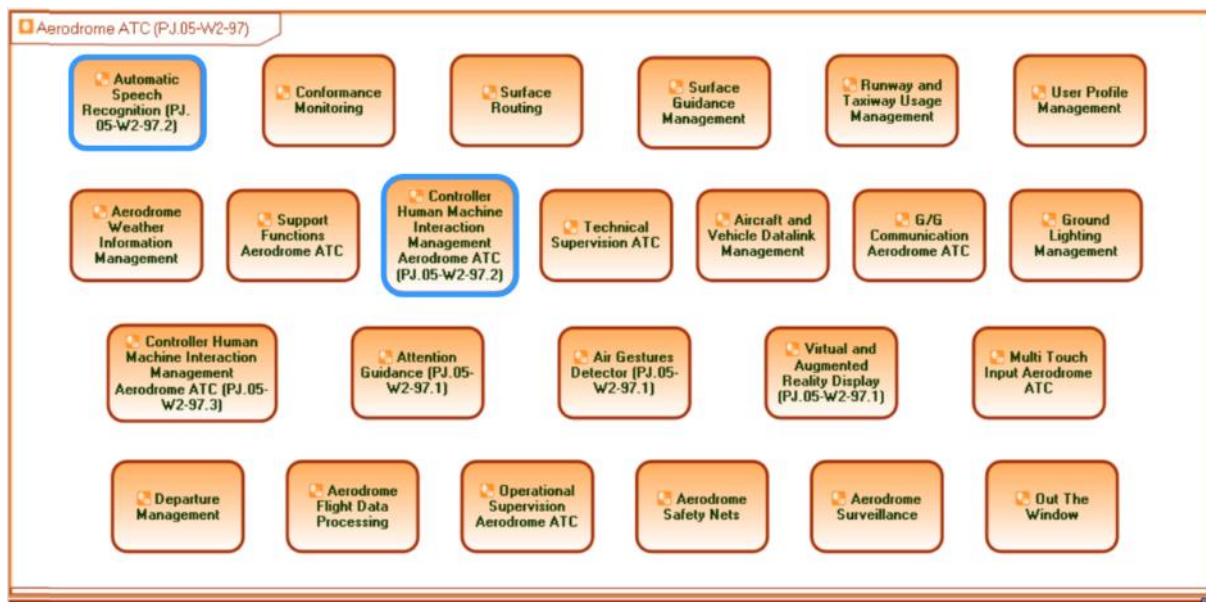 Aerodrome ATC (PJ.05-W2-97)
Automatic
Speech
Recognition (PJ.
05-W2-97.2)
Conformance
Monitoring
Surface
Routing
Surface
Guidance
Management
Runway and
Taxiway Usage
Management
User Profile
Management
Aerodrome
Weather
Information
Management
Support
Functions
Aerodrome ATC
Controller
Human Machine
Interaction
Management
Aerodrome ATC
(PJ.05-W2-97.2)
Technical
Supervision ATC
Aircraft and
Vehicle Datalink
Management
G/G
Communication
Aerodrome ATC
Ground
Lighting
Management
Controller Human
Machine Interaction
Management
Aerodrome ATC (PJ.05-
W2-97.3)
Attention
Guidance (PJ.05-
W2-97.1)
Air Gestures
Detector (PJ.05-
W2-97.1)
Virtual and
Augmented
Reality Display
(PJ.05-W2-97.1)
Multi Touch
Input Aerodrome
ATC
Departure
Management
Aerodrome
Flight Data
Processing
Operational
Supervision
Aerodrome ATC
Aerodrome
Safety Nets
Aerodrome
Surveillance
Out The
Window